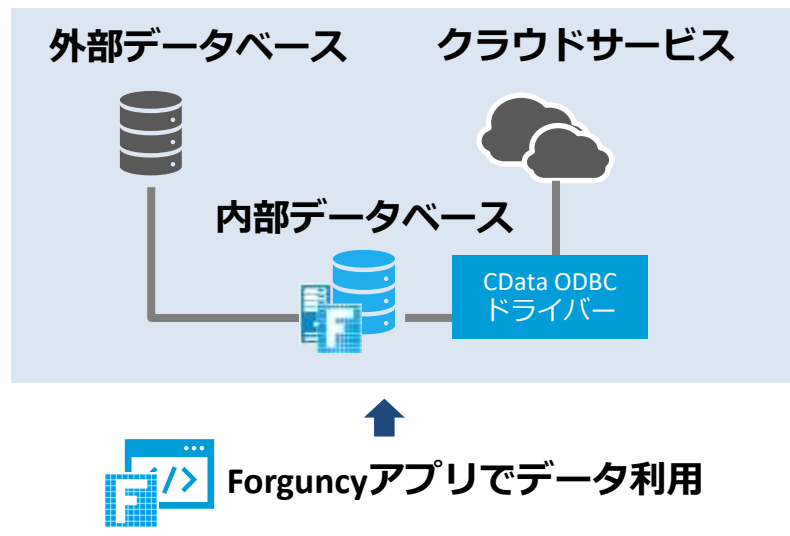 外部データベース
クラウドサービス
内部データベース
CData ODBC
ドライバー
F
</>
F
Forguncyアプリでデータ利用